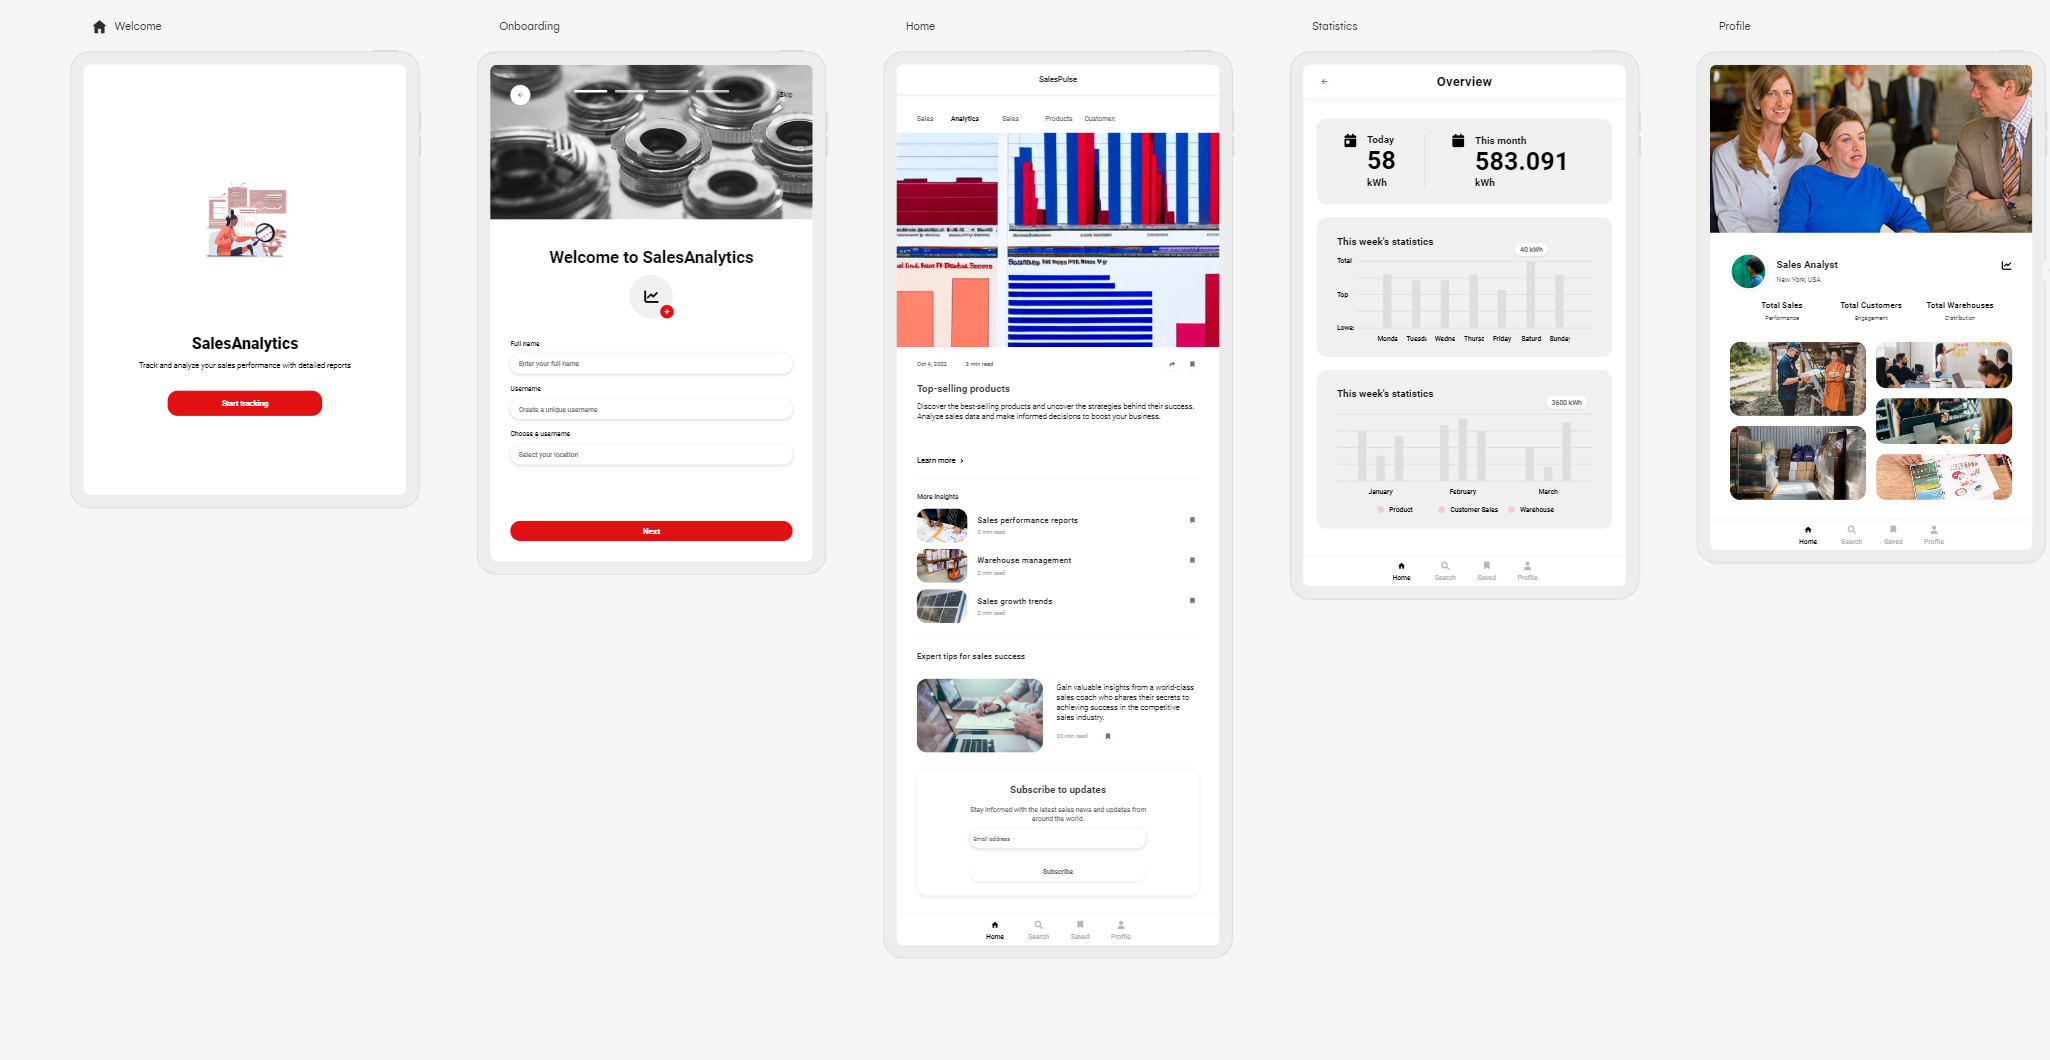 Welcome
SalesAnalytics
Track and analyze your sales performance with detailed reports
Start tracking
Onboarding
Skip
Welcome to SalesAnalytics
Full name
Enter your full name
Username
Create a unique username
Choose a username
Select your location
Next
Home
SalesPulse
Sales Analytics Sales Products Customer
Oct 4, 2022 3 min read
Top-selling products
Discover the best-selling products and uncover the strategies behind their success.
Analyze sales data and make informed decisions to boost your business.
Learn more
More Insights
Sales performance reports
5 min read
Warehouse management
2 min read
Sales growth trends
2 min read
Expert tips for sales success
Gain valuable insights from a world-class
sales coach who shares their secrets to
achieving success in the competitive
sales industry.
20 min read
Subscribe to updates
Stay informed with the latest sales news and updates from
around the world.
Email address
Subscribe
Home Search Saved Profile
Statistics
Overview
Today
58
kWh
This month
583.091
kWh
This week's statistics
40 kWh
Total
Top
Lowe
Monda Tuesd Wedne Thurs Friday Saturd Sunda
This week's statistics
3600 kWh
January February March
Product Customer Sales Warehouse
Home Search Saved Profile
Profile
Sales Analyst
New York, USA
Total Sales Total Customers Total Warehouses
Performance Engagement Distribution
Home Search Saved Profile